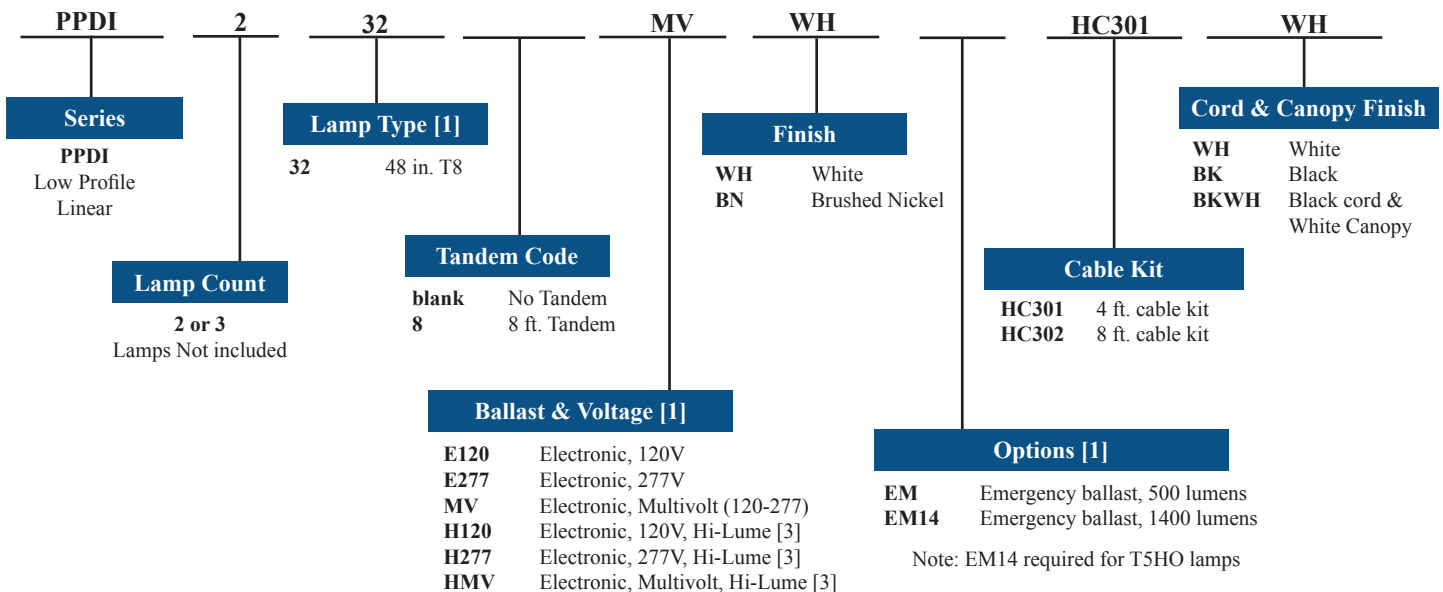 PPDI 2 32 MV WH HC301 WH
Series
PPDI
Low Profile
Linear
Lamp Count
2 or 3
Lamps Not included
Lamp Type [1]
32 48 in. T8
Tandem Code
blank No Tandem
8 8 ft. Tandem
Ballast & Voltage [1]
E120 Electronic, 120V
E277 Electronic, 277V
MV Electronic, Multivolt (120-277)
H120 Electronic, 120V, Hi-Lume [3]
H277 Electronic, 277V, Hi-Lume [3]
HMV Electronic, Multivolt, Hi-Lume [3]
Finish
WH White
BN Brushed Nickel
Options [1]
EM Emergency ballast, 500 lumens
EM14 Emergency ballast, 1400 lumens
Note: EM14 required for T5HO lamps
Cable Kit
HC301 4 ft. cable kit
HC302 8 ft. cable kit
Cord & Canopy Finish
WH White
BK Black
BKWH Black cord &
White Canopy